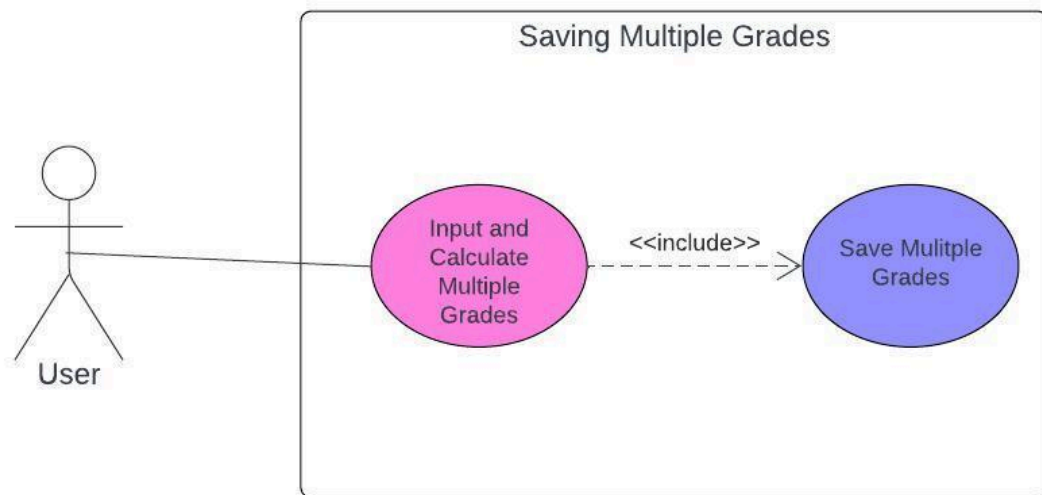 Saving Multiple Grades
Input and
Calculate
Multiple
Grades
<<include>>
Save Mulitple
Grades
User